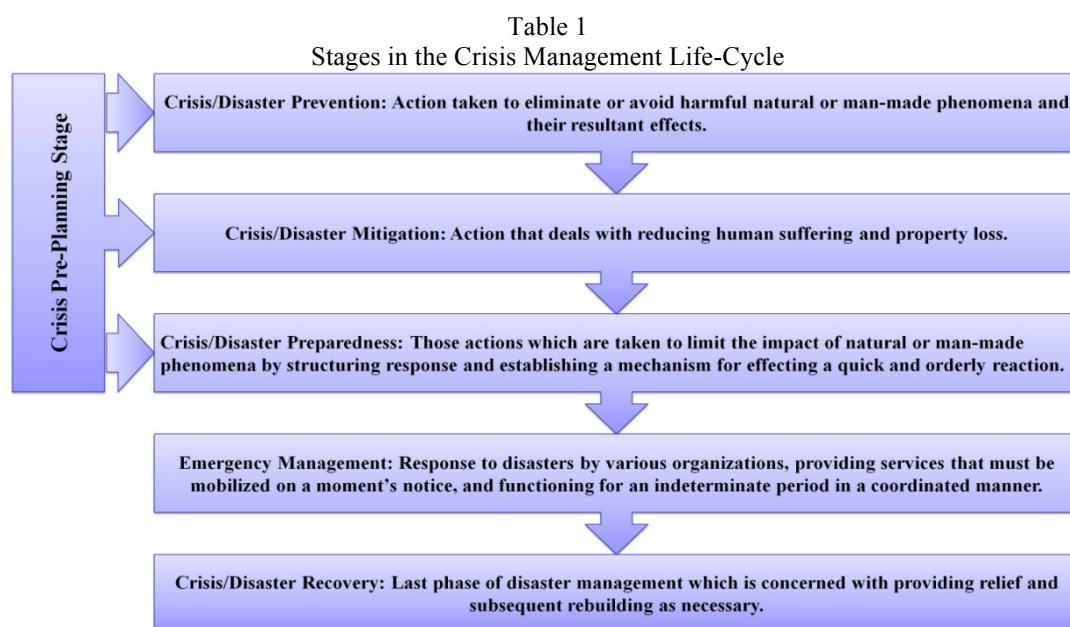 Table 1
Stages in the Crisis Management Life-Cycle
Crisis Pre-Planning Stage
Crisis/Disaster Prevention: Action taken to eliminate or avoid harmful natural or man-made phenomena and
their resultant effects.
Crisis/Disaster Mitigation: Action that deals with reducing human suffering and property loss.
Crisis/Disaster Preparedness: Those actions which are taken to limit the impact of natural or man-made
phenomena by structuring response and establishing a mechanism for effecting a quick and orderly reaction.
Emergency Management: Response to disasters by various organizations, providing services that must be
mobilized on a moment’s notice, and functioning for an indeterminate period in a coordinated manner.
Crisis/Disaster Recovery: Last phase of disaster management which is concerned with providing relief and
subsequent rebuilding as necessary.